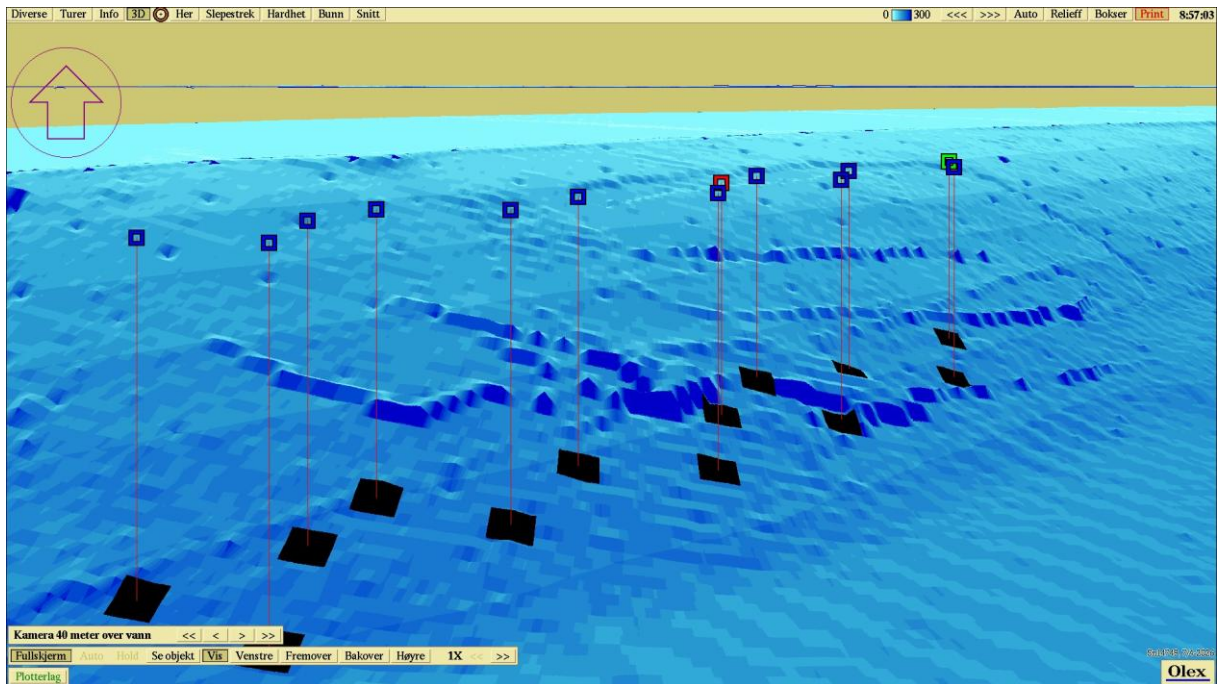 Diverse Turer Info 3D Her Slepestrek Hardhet Bunn Snitt 0 300 <<< >>> Auto Relieff Bokser Print 8:57:03
Kamera 40 meter over vann << < > >>
Fullskjerm Auto Hold Se objekt Vis Venstre Fremover Bakover Høyre 1X << >>
Plotterlag
Olex